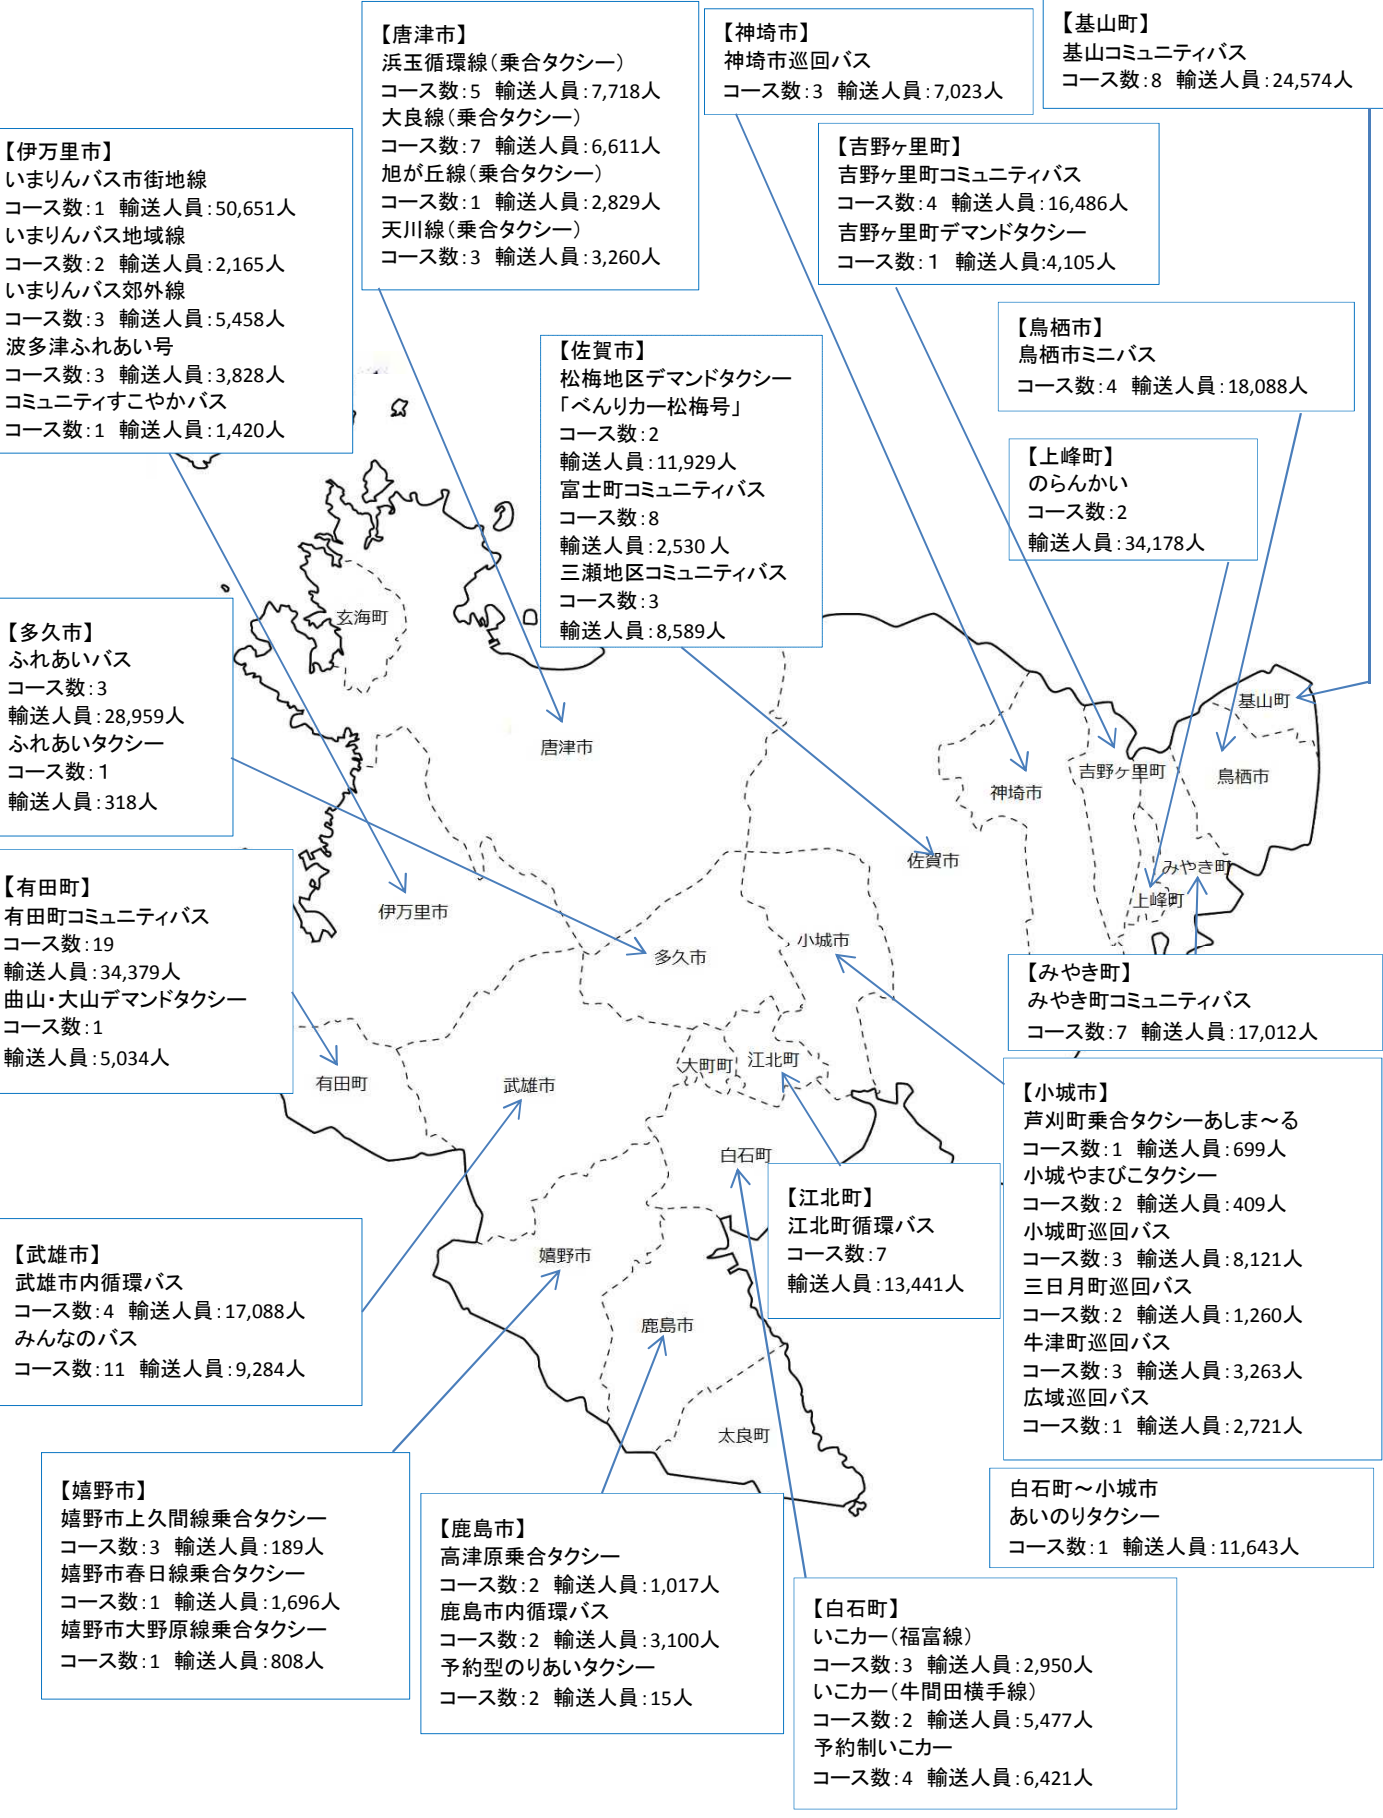 【唐津市】
浜玉循環線(乗合タクシー)
コース数:5 輸送人員:7,718人
大良線(乗合タクシー)
コース数:7 輸送人員:6,611人
旭が丘線(乗合タクシー)
コース数:1 輸送人員:2,829人
天川線(乗合タクシー)
コース数:3 輸送人員:3,260人
【神埼市】
神埼市巡回バス
コース数:3 輸送人員:7,023人
【基山町】
基山コミュニティバス
コース数:8 輸送人員:24,574人
【伊万里市】
いまりんバス市街地線
コース数:1 輸送人員:50,651人
いまりんバス地域線
コース数:2 輸送人員:2,165人
いまりんバス郊外線
コース数:3 輸送人員:5,458人
波多津ふれあい号
コース数:3 輸送人員:3,828人
コミュニティすこやかバス
コース数:1 輸送人員:1,420人
【吉野ヶ里町】
吉野ヶ里町コミュニティバス
コース数:4 輸送人員:16,486人
吉野ヶ里町デマンドタクシー
コース数:1 輸送人員:4,105人
【鳥栖市】
鳥栖市ミニバス
コース数:4 輸送人員:18,088人
【佐賀市】
松梅地区デマンドタクシー
「べんりカー松梅号」
コース数:2
輸送人員:11,929人
富士町コミュニティバス
コース数:8
輸送人員:2,530 人
三瀬地区コミュニティバス
コース数:3
輸送人員:8,589人
【上峰町】
のらんかい
コース数:2
輸送人員:34,178人
【多久市】
ふれあいバス
コース数:3
輸送人員:28,959人
ふれあいタクシー
コース数:1
輸送人員:318人
玄海町
唐津市
基山町
吉野ヶ里町
鳥栖市
神埼市
佐賀市
みやき町
上峰町
伊万里市
多久市
小城市
【有田町】
有田町コミュニティバス
コース数:19
輸送人員:34,379人
曲山・大山デマンドタクシー
コース数:1
輸送人員:5,034人
【みやき町】
みやき町コミュニティバス
コース数:7 輸送人員:17,012人
有田町
武雄市
大町町
江北町
白石町
嬉野市
鹿島市
太良町
【小城市】
芦刈町乗合タクシーあしま～る
コース数:1 輸送人員:699人
小城やまびこタクシー
コース数:2 輸送人員:409人
小城町巡回バス
コース数:3 輸送人員:8,121人
三日月町巡回バス
コース数:2 輸送人員:1,260人
牛津町巡回バス
コース数:3 輸送人員:3,263人
広域巡回バス
コース数:1 輸送人員:2,721人
【江北町】
江北町循環バス
コース数:7
輸送人員:13,441人
【武雄市】
武雄市内循環バス
コース数:4 輸送人員:17,088人
みんなのバス
コース数:11 輸送人員:9,284人
【嬉野市】
嬉野市上久間線乗合タクシー
コース数:3 輸送人員:189人
嬉野市春日線乗合タクシー
コース数:1 輸送人員:1,696人
嬉野市大野原線乗合タクシー
コース数:1 輸送人員:808人
【鹿島市】
高津原乗合タクシー
コース数:2 輸送人員:1,017人
鹿島市内循環バス
コース数:2 輸送人員:3,100人
予約型のりあいタクシー
コース数:2 輸送人員:15人
白石町～小城市
あいのりタクシー
コース数:1 輸送人員:11,643人
【白石町】
いこカー(福富線)
コース数:3 輸送人員:2,950人
いこカー(牛間田横手線)
コース数:2 輸送人員:5,477人
予約制いこカー
コース数:4 輸送人員:6,421人